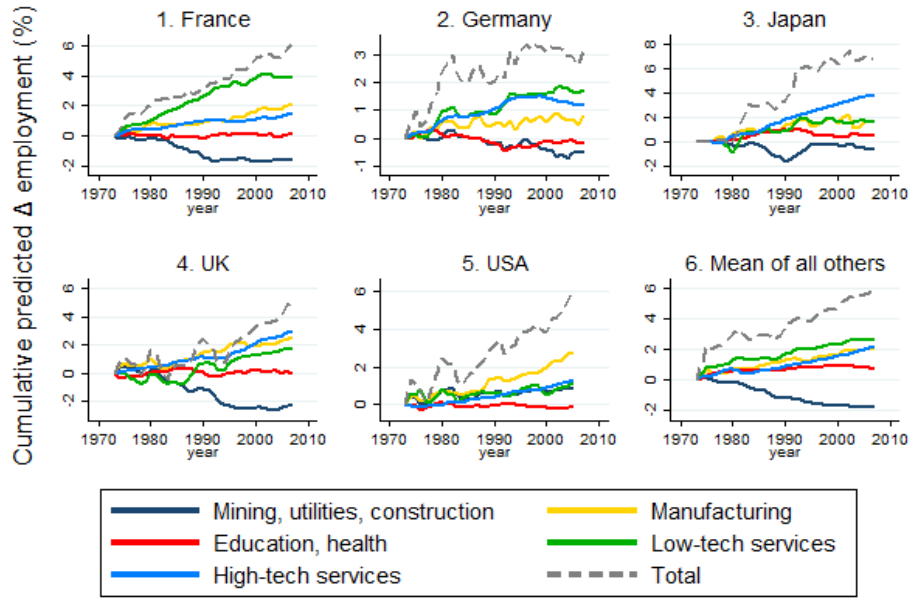 Cumulative predicted Δ employment (%)
1. France
2. Germany
3. Japan
6
4
2
0
-2
3
2
1
0
-1
8
6
4
2
0
-2
1970 1980 1990 2000 2010
1970 1980 1990 2000 2010
1970 1980 1990 2000 2010
year
year
year
4. UK
5. USA
6. Mean of all others
6
4
2
0
-2
6
4
2
0
6
4
2
0
-2
1970 1980 1990 2000 2010
1970 1980 1990 2000 2010
1970 1980 1990 2000 2010
year
year
year
Mining, utilities, construction
Manufacturing
Education, health
Low-tech services
High-tech services
Total